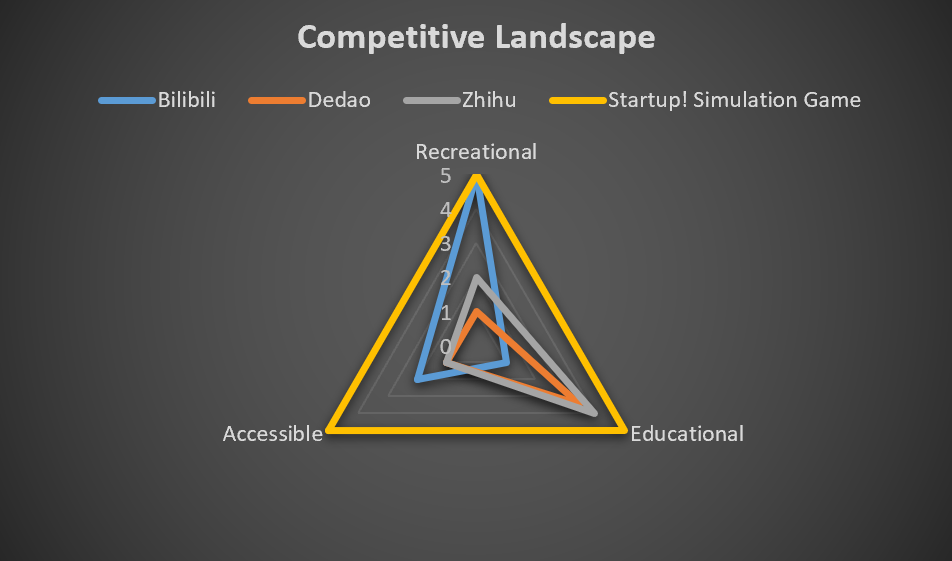 Competitive Landscape
Bilibili Dedao Zhihu Startup! Simulation Game
Recreational
5
4
3
2
1
0
Accessible Educational